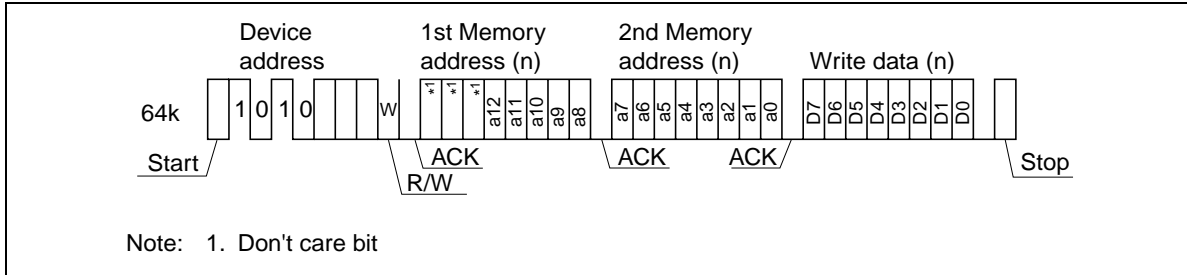 Device address
1st Memory address (n)
2nd Memory address (n)
Write data (n)
64k
1 0 1 0 W *1 *1 *1 a12 a11 a10 a9 a8 a7 a6 a5 a4 a3 a2 a1 a0 D7 D6 D5 D4 D3 D2 D1 D0
Start
ACK
ACK
ACK
Stop
R/W
Note: 1. Don't care bit